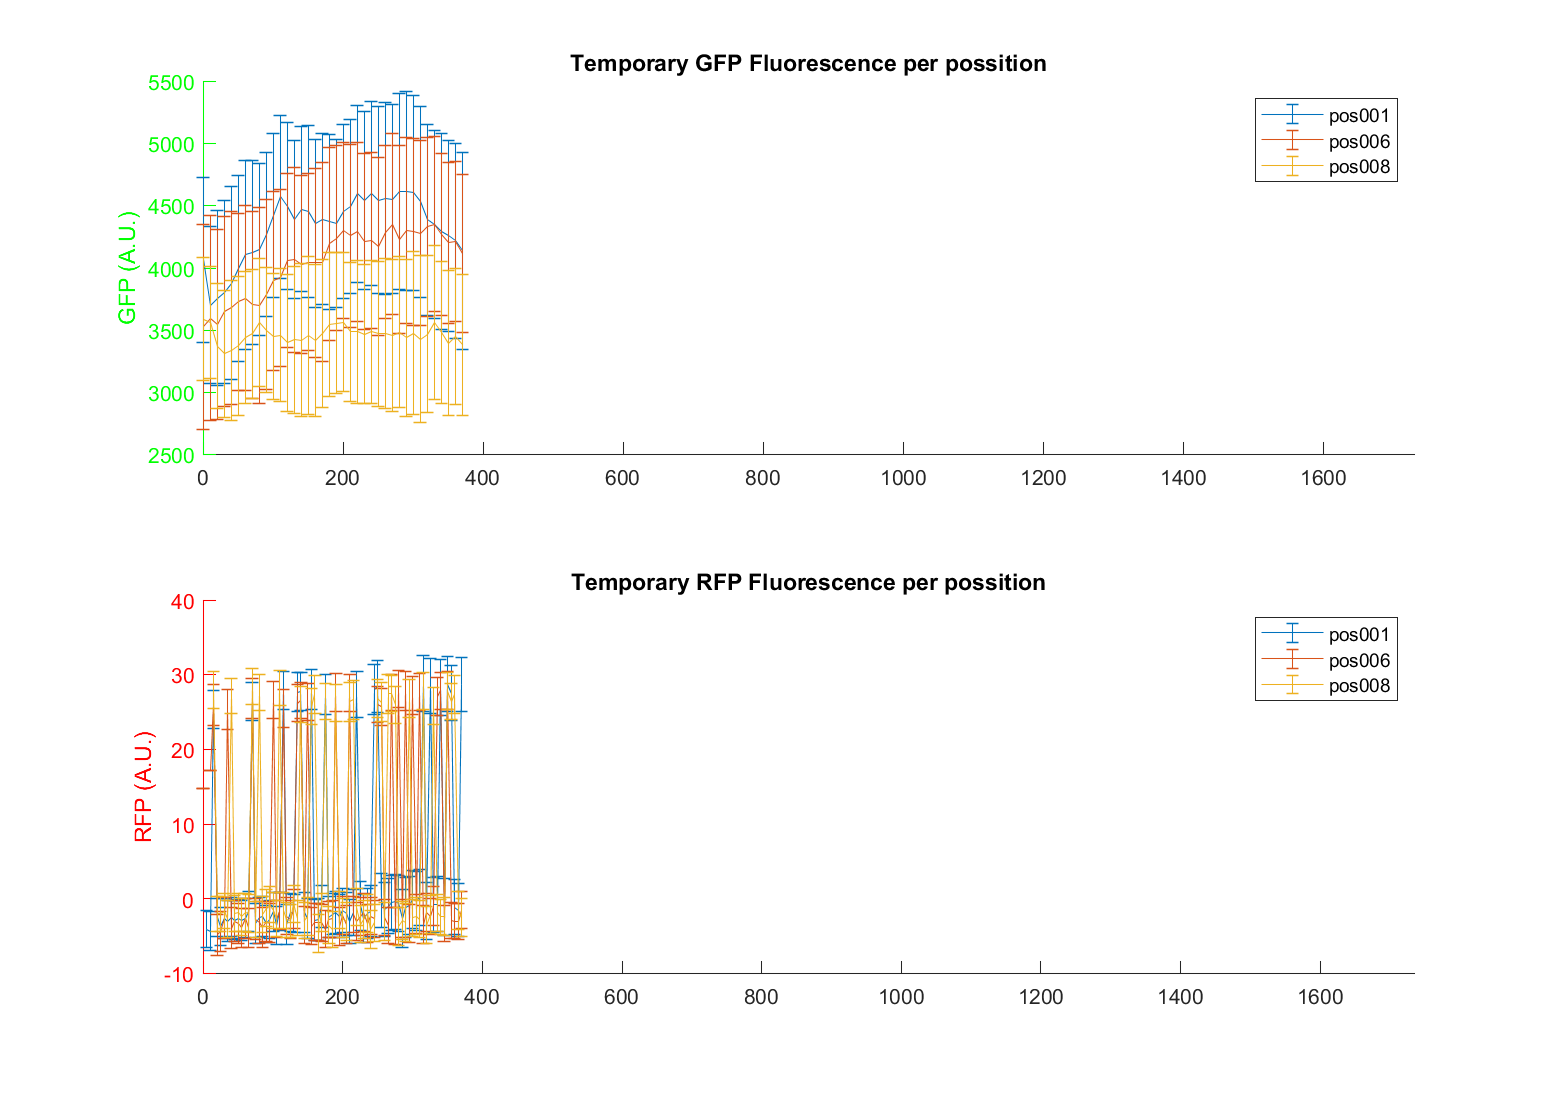 Temporary GFP Fluorescence per possition
5500
5000
4500
4000
3500
3000
2500
GFP (A.U.)
0 200 400 600 800 1000 1200 1400 1600
pos001
pos006
pos008
Temporary RFP Fluorescence per possition
40
30
20
10
0
-10
RFP (A.U.)
0 200 400 600 800 1000 1200 1400 1600
pos001
pos006
pos008